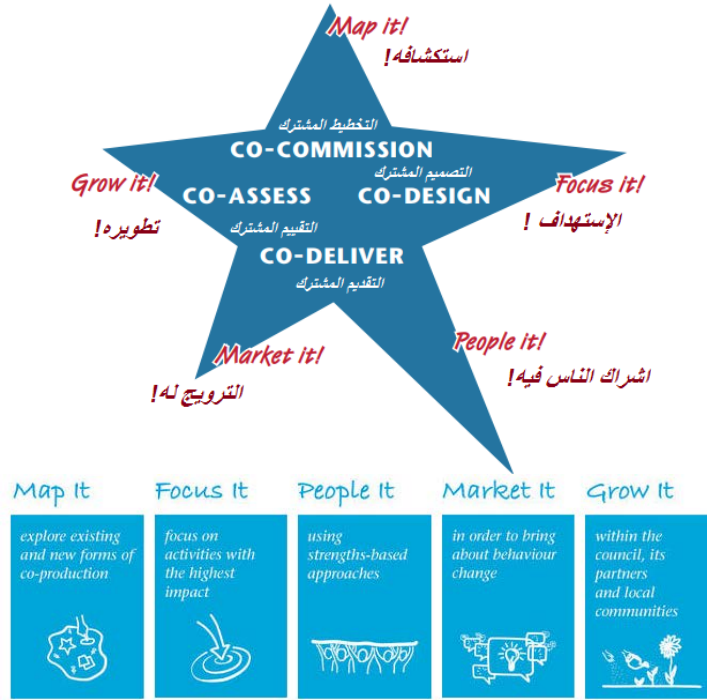 Map it!
استكشافه!
التخطيط المشترك
CO-COMMISSION
التصميم المشترك
Grow it!
CO-ASSESS
CO-DESIGN
Focus it!
تطويره!
التقييم المشترك
الإستهداف !
CO-DELIVER
التقديم المشترك
Market it!
People it!
الترويج له!
اشراك الناس فيه!
Map It
explore existing
and new forms of
co-production
Focus It
focus on
activities with
the highest
impact
People It
using
strengths-based
approaches
Market It
in order to bring
about behaviour
change
Grow It
within the
council, its
partners
and local
communities